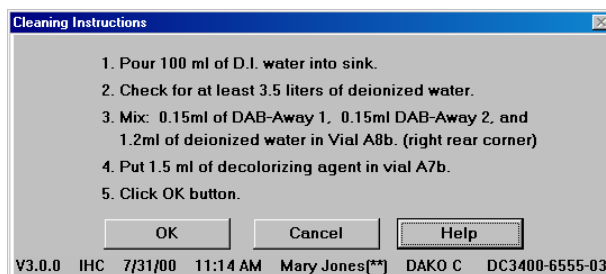 Cleaning Instructions
1. Pour 100 ml of D.I. water into sink.
2. Check for at least 3.5 liters of deionized water.
3. Mix: 0.15ml of DAB-Away 1, 0.15ml DAB-Away 2, and
1.2ml of deionized water in Vial A8b. (right rear corner)
4. Put 1.5 ml of decolorizing agent in vial A7b.
5. Click OK button.
OK Cancel Help
V3.0.0 IHC 7/31/00 11:14 AM Mary Jones(**) DAKO C DC3400-6555-03